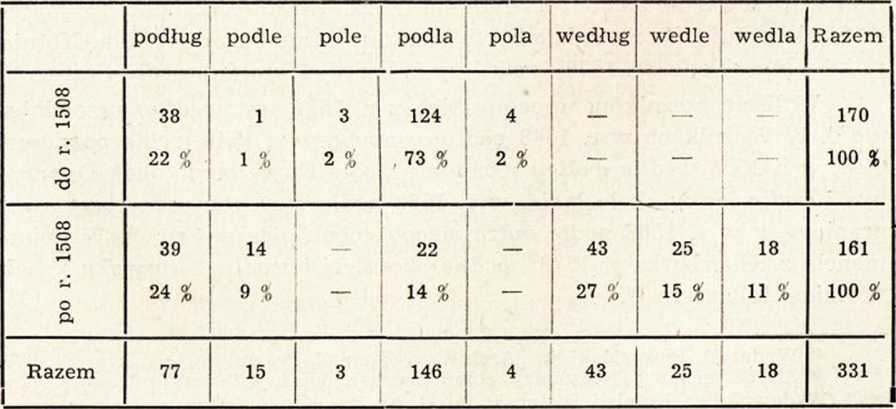 podług podle pole podla pola według wedle wedla Razem
do r. 1508
38 1 3 124 4 — — — 170
22 % 1 % 2 % 73 % 2 % — — — 100 %
po r. 1508
39 14 — 22 — 43 25 18 161
24 % 9 % — 14 % — 27 % 15 % 11 % 100 %
Razem 77 15 3 146 4 43 25 18 331